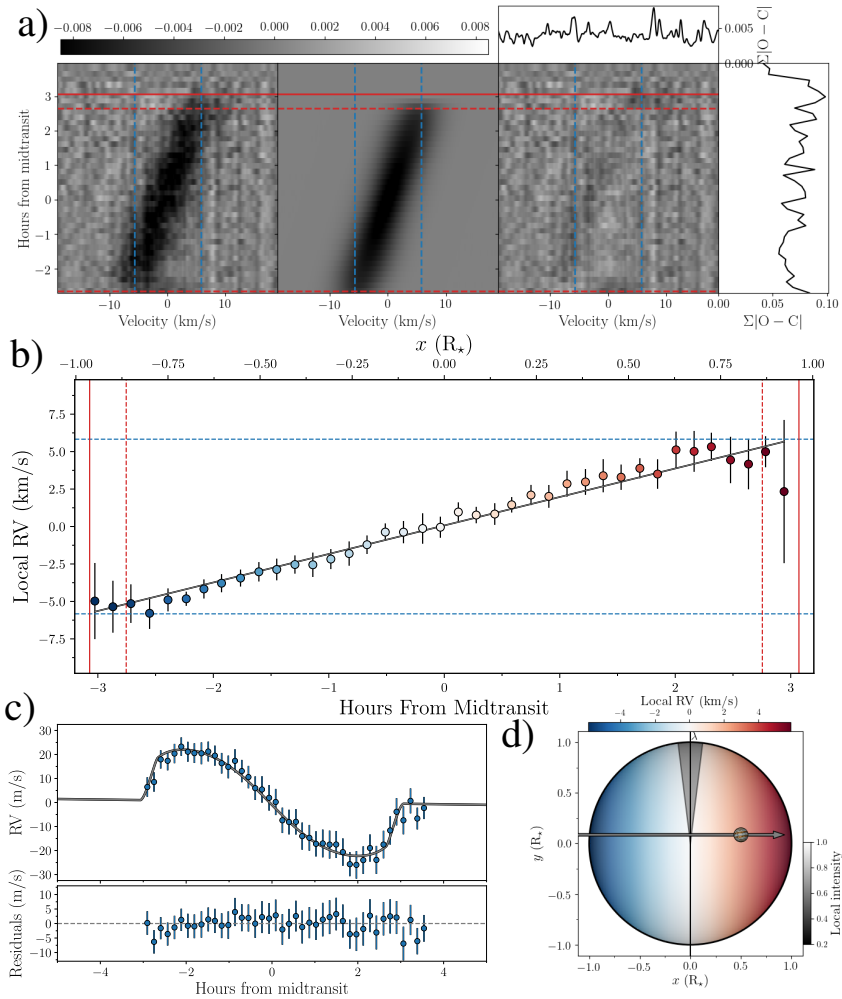 a)
−0.008 −0.006 −0.004 −0.002 0.000 0.002 0.004 0.006 0.008
0.005
0.000
Σ|O − C|
3
2
1
0
−1
−2
Hours from midtransit
−10 0 10
Velocity (km/s)
−10 0 10
Velocity (km/s)
−10 0 10
Velocity (km/s)
0.00 0.05 0.10
Σ|O − C|
b)
x (R⋆)
−1.00 −0.75 −0.50 −0.25 0.00 0.25 0.50 0.75 1.00
7.5
5.0
2.5
0.0
−2.5
−5.0
−7.5
Local RV (km/s)
−3 −2 −1 0 1 2 3
Hours From Midtransit
c)
30
20
10
0
−10
−20
−30
RV (m/s)
10
5
0
−5
−10
Residuals (m/s)
−4 −2 0 2 4
Hours from midtransit
d)
Local RV (km/s)
−4 −2 0 2 4
λ
1.0
0.5
0.0
−0.5
−1.0
y (R⋆)
−1.0 −0.5 0.0 0.5 1.0
x (R⋆)
1.0
0.8
0.6
0.4
0.2
Local intensity